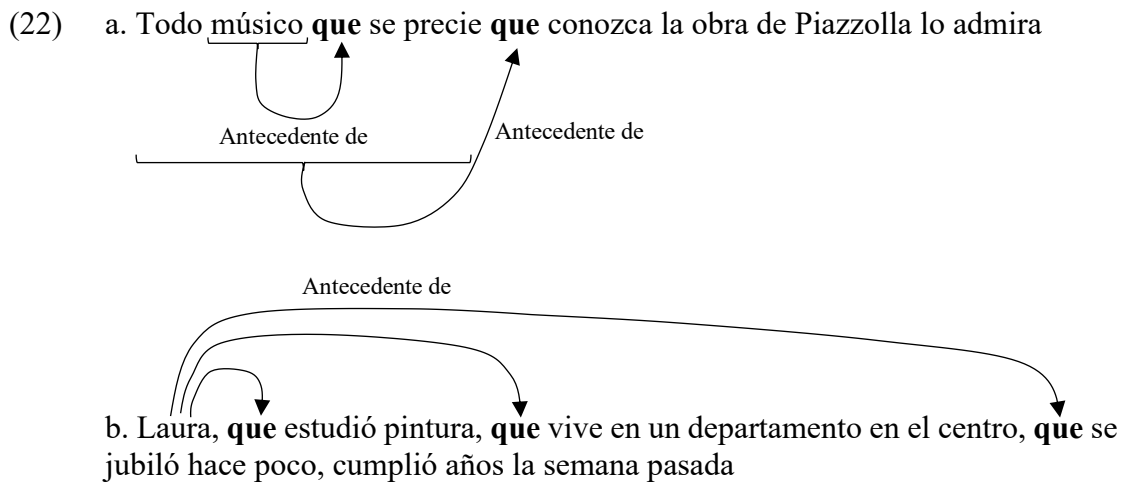 (22) a. Todo músico que se precie que conozca la obra de Piazzolla lo admira
Antecedente de
Antecedente de
Antecedente de
b. Laura, que estudió pintura, que vive en un departamento en el centro, que se
jubiló hace poco, cumplió años la semana pasada